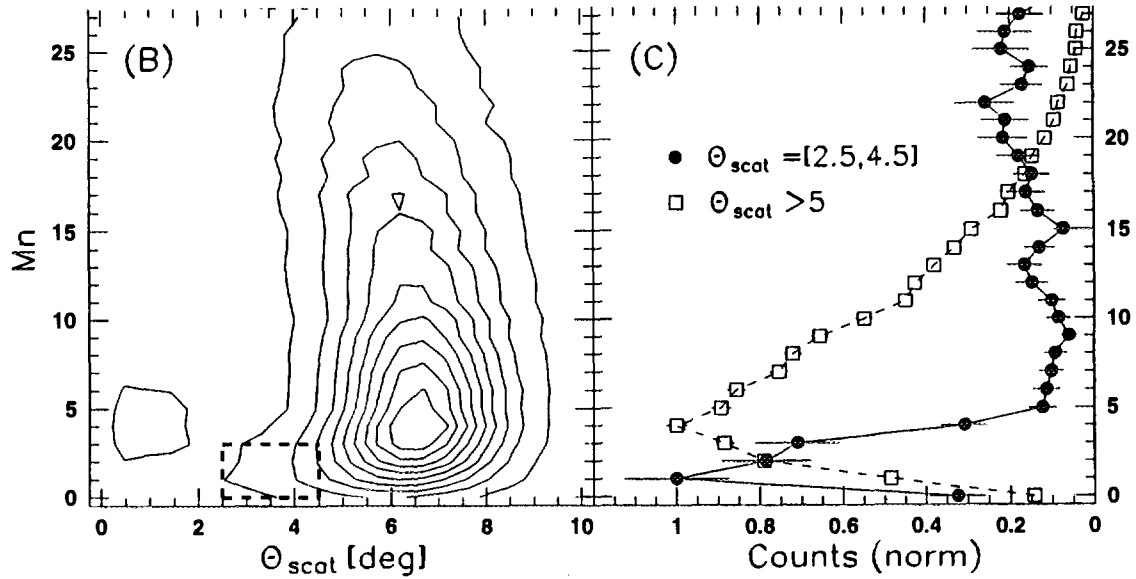 (B)
25
20
15
10
5
0
Mn
0 2 4 6 8 10
Θscat [deg]
(C)
● Θscat =[2.5,4.5]
□ Θscat >5
25
20
15
10
5
0
1 0.8 0.6 0.4 0.2 0
Counts (norm)